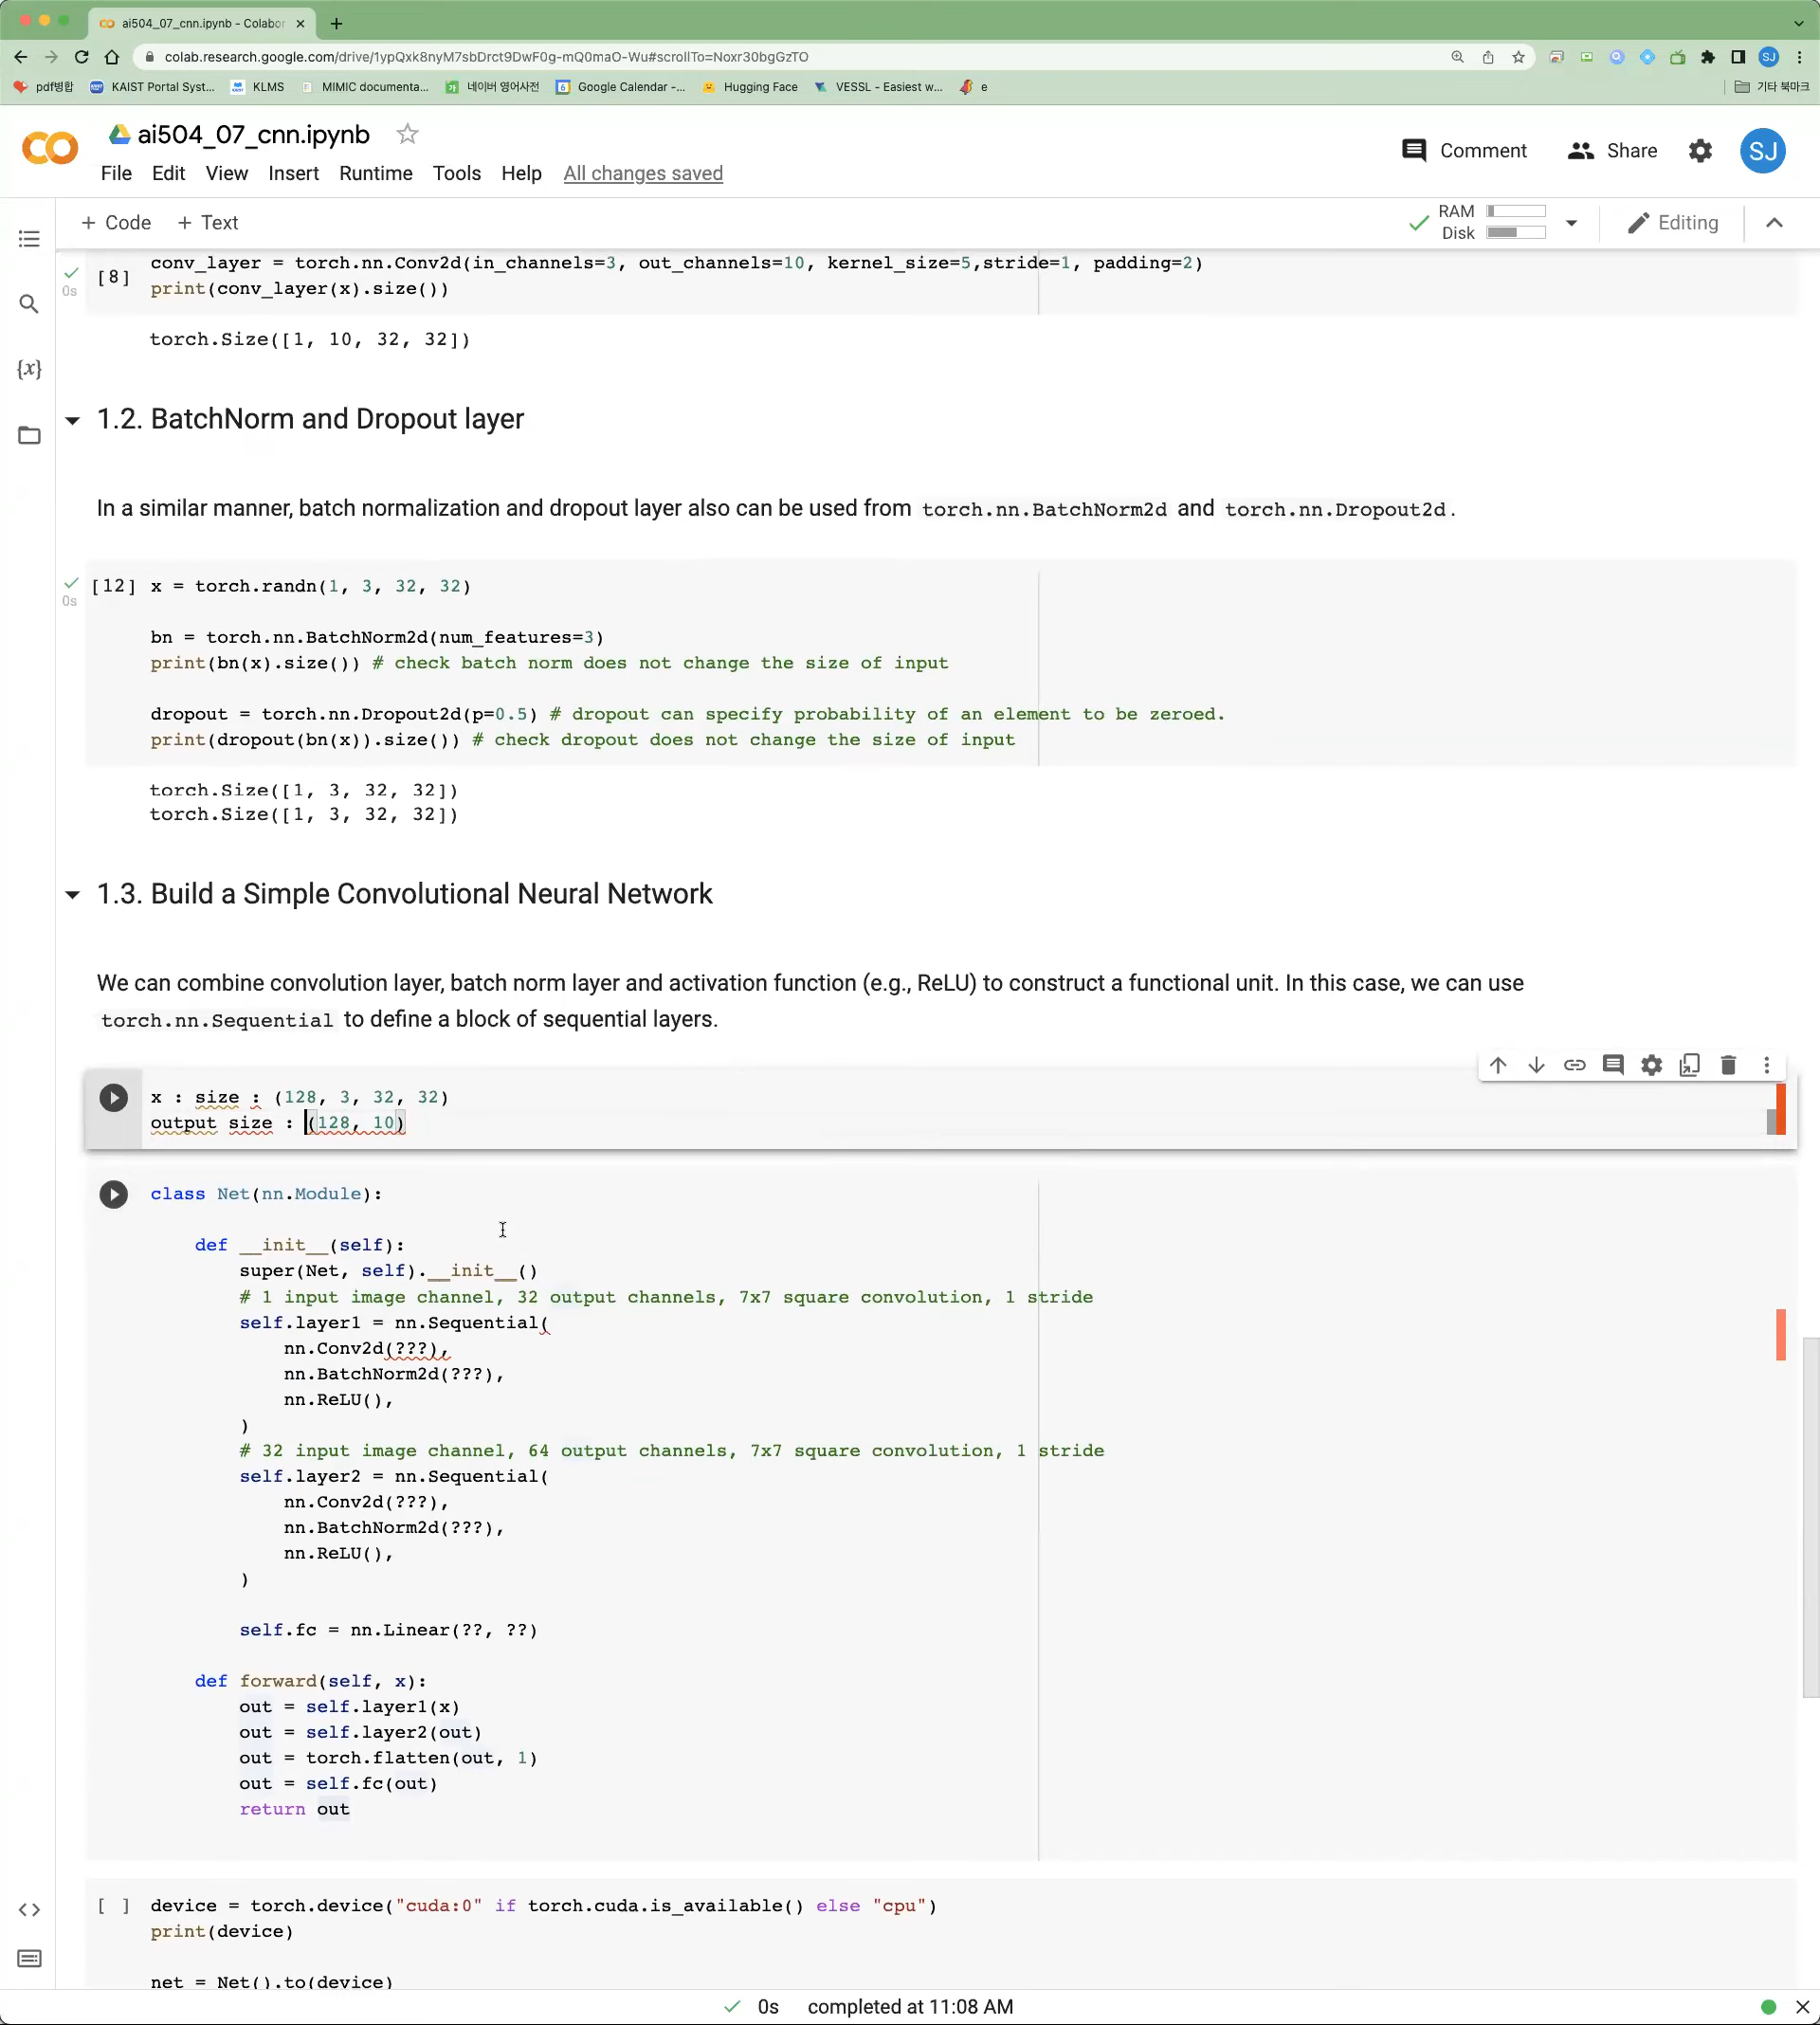 ai504_07_cnn.ipynb - Colabor
colab.research.google.com/drive/1ypQxk8nyM7sbDrct9DwF0g-mQ0maO-Wu#scrollTo=Noxr30bgGzTO
SJ
pdf병합 KAIST Portal Syst... KLMS MIMIC documenta... 네이버 영어사전 Google Calendar -... Hugging Face VESSL - Easiest w... e 기타 북마크
ai504_07_cnn.ipynb
Comment Share SJ
File Edit View Insert Runtime Tools Help All changes saved
+ Code + Text
RAM
Disk
Editing
[8] conv_layer = torch.nn.Conv2d(in_channels=3, out_channels=10, kernel_size=5,stride=1, padding=2)
0s
print(conv_layer(x).size())
torch.Size([1, 10, 32, 32])
{x}
1.2. BatchNorm and Dropout layer
In a similar manner, batch normalization and dropout layer also can be used from torch.nn.BatchNorm2d and torch.nn.Dropout2d.
[12] x = torch.randn(1, 3, 32, 32)
0s
bn = torch.nn.BatchNorm2d(num_features=3)
print(bn(x).size()) # check batch norm does not change the size of input
dropout = torch.nn.Dropout2d(p=0.5) # dropout can specify probability of an element to be zeroed.
print(dropout(bn(x)).size()) # check dropout does not change the size of input
torch.Size([1, 3, 32, 32])
torch.Size([1, 3, 32, 32])
1.3. Build a Simple Convolutional Neural Network
We can combine convolution layer, batch norm layer and activation function (e.g., ReLU) to construct a functional unit. In this case, we can use
torch.nn.Sequential to define a block of sequential layers.
x : size : (128, 3, 32, 32)
output size : (128, 10)
class Net(nn.Module):
def __init__(self):
super(Net, self).__init__()
# 1 input image channel, 32 output channels, 7x7 square convolution, 1 stride
self.layer1 = nn.Sequential(
nn.Conv2d(???),
nn.BatchNorm2d(???),
nn.ReLU(),
)
# 32 input image channel, 64 output channels, 7x7 square convolution, 1 stride
self.layer2 = nn.Sequential(
nn.Conv2d(???),
nn.BatchNorm2d(???),
nn.ReLU(),
)
self.fc = nn.Linear(??, ??)
def forward(self, x):
out = self.layer1(x)
out = self.layer2(out)
out = torch.flatten(out, 1)
out = self.fc(out)
return out
[ ] device = torch.device("cuda:0" if torch.cuda.is_available() else "cpu")
print(device)
net = Net().to(device)
0s completed at 11:08 AM